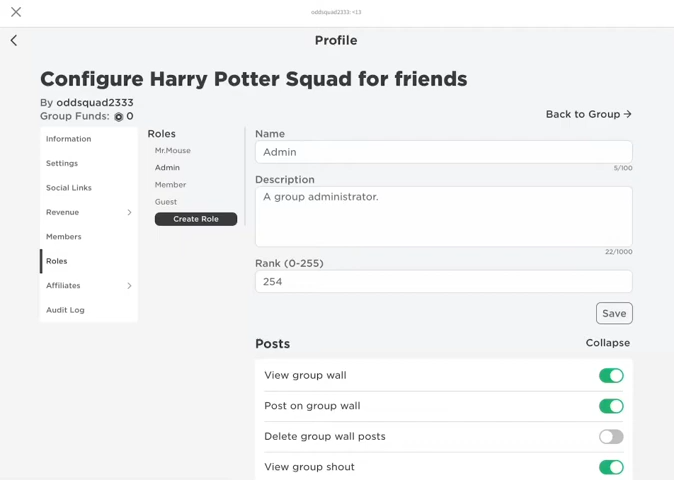 oddsquad2333: <13
Profile
Configure Harry Potter Squad for friends
By oddsquad2333
Group Funds: 0
Back to Group
Information
Settings
Social Links
Revenue
Members
Roles
Affiliates
Audit Log
Roles
Mr.Mouse
Admin
Member
Guest
Create Role
Name
Admin
5/100
Description
A group administrator.
22/1000
Rank (0-255)
254
Save
Posts
Collapse
View group wall
Post on group wall
Delete group wall posts
View group shout